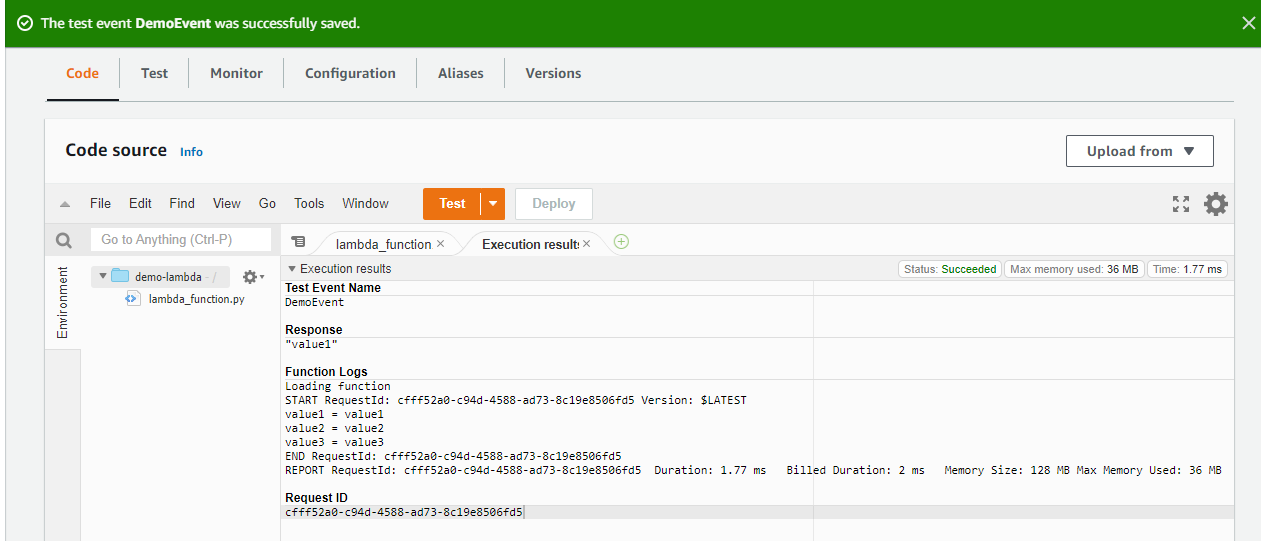 The test event DemoEvent was successfully saved.
Code Test Monitor Configuration Aliases Versions
Code source Info
Upload from
File Edit Find View Go Tools Window Test Deploy
Go to Anything (Ctrl-P)
lambda_function Execution results
Environment
demo-lambda - /
lambda_function.py
Execution results
Status: Succeeded Max memory used: 36 MB Time: 1.77 ms
Test Event Name
DemoEvent
Response
"value1"
Function Logs
Loading function
START RequestId: cfff52a0-c94d-4588-ad73-8c19e8506fd5 Version: $LATEST
value1 = value1
value2 = value2
value3 = value3
END RequestId: cfff52a0-c94d-4588-ad73-8c19e8506fd5
REPORT RequestId: cfff52a0-c94d-4588-ad73-8c19e8506fd5 Duration: 1.77 ms Billed Duration: 2 ms Memory Size: 128 MB Max Memory Used: 36 MB
Request ID
cfff52a0-c94d-4588-ad73-8c19e8506fd5